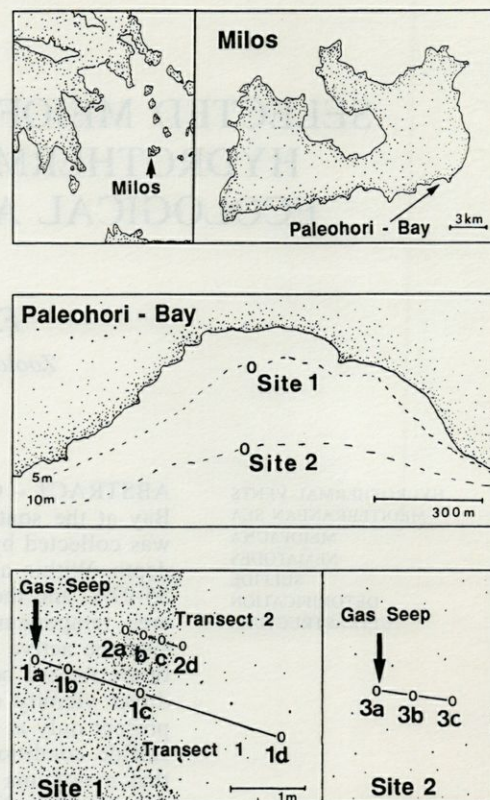 Milos
Milos
Paleohori - Bay
3km
Paleohori - Bay
Site 1
Site 2
5m
10m
300 m
Gas Seep
Transect 2
2a b c 2d
1a 1b
1c
1d
Transect 1
Site 1
1m
Gas Seep
3a 3b 3c
Site 2